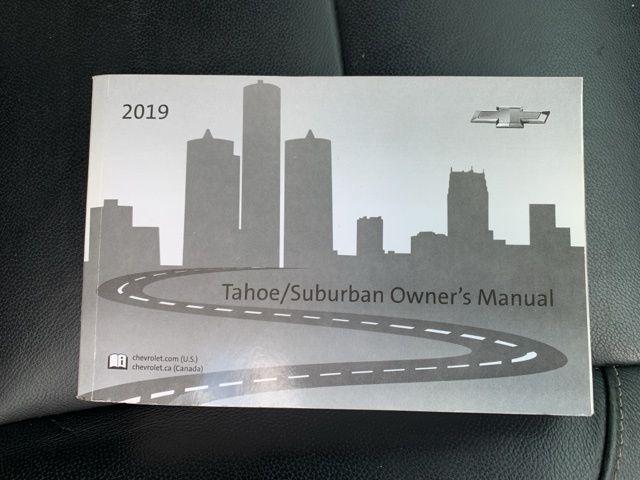 2019
Tahoe/Suburban Owner's Manual
chevrolet.com (U.S.)
chevrolet.ca (Canada)